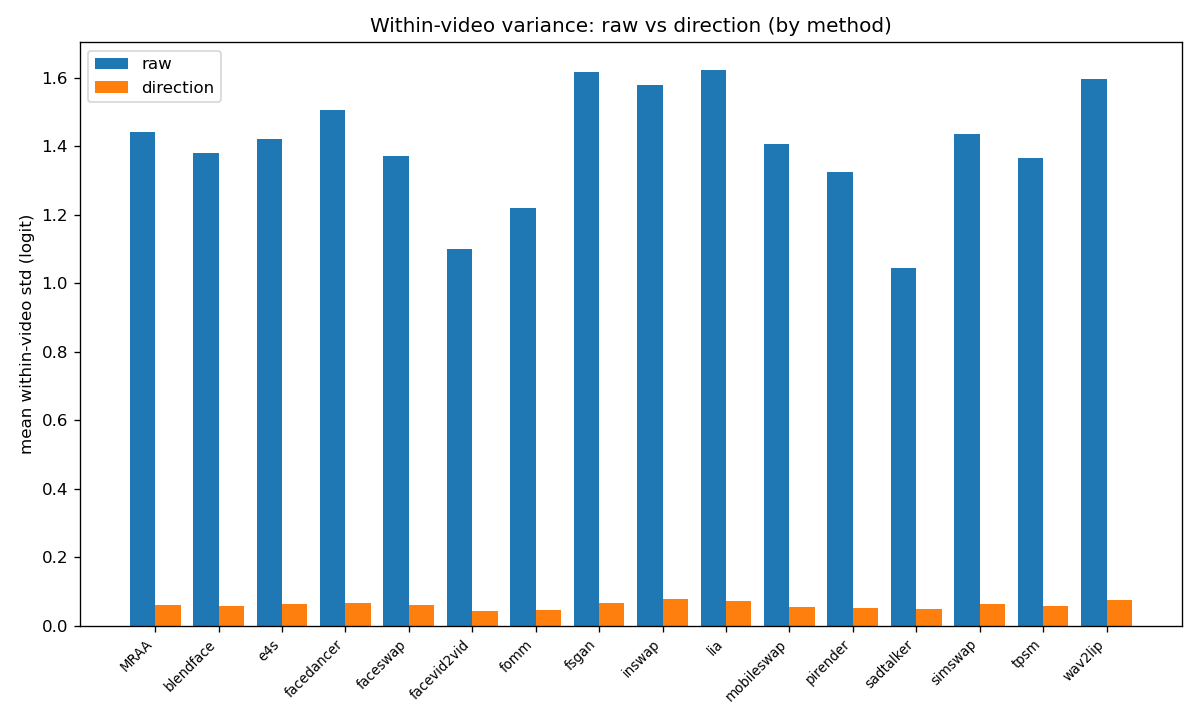 Within-video variance: raw vs direction (by method)
raw
direction
mean within-video std (logit)
1.6
1.4
1.2
1.0
0.8
0.6
0.4
0.2
0.0
MRAA
blendface
e4s
facedancer
faceswap
facevid2vid
fomm
fsgan
inswap
lia
mobileswap
pirender
sadtalker
simswap
tpsm
wav2lip